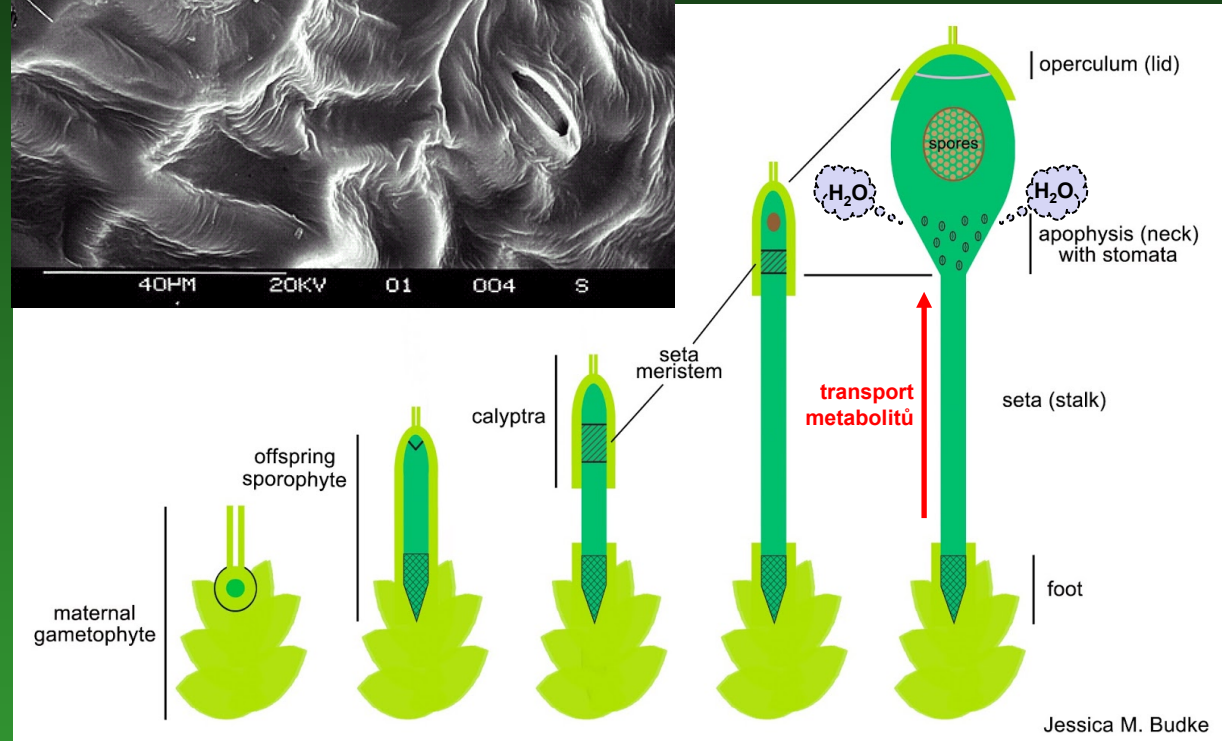 40µM 20KV 01 004 S
operculum (lid)
spores
H₂O
H₂O
apophysis (neck)
with stomata
seta
meristem
transport
metabolitů
seta (stalk)
calyptra
offspring
sporophyte
foot
maternal
gametophyte
Jessica M. Budke